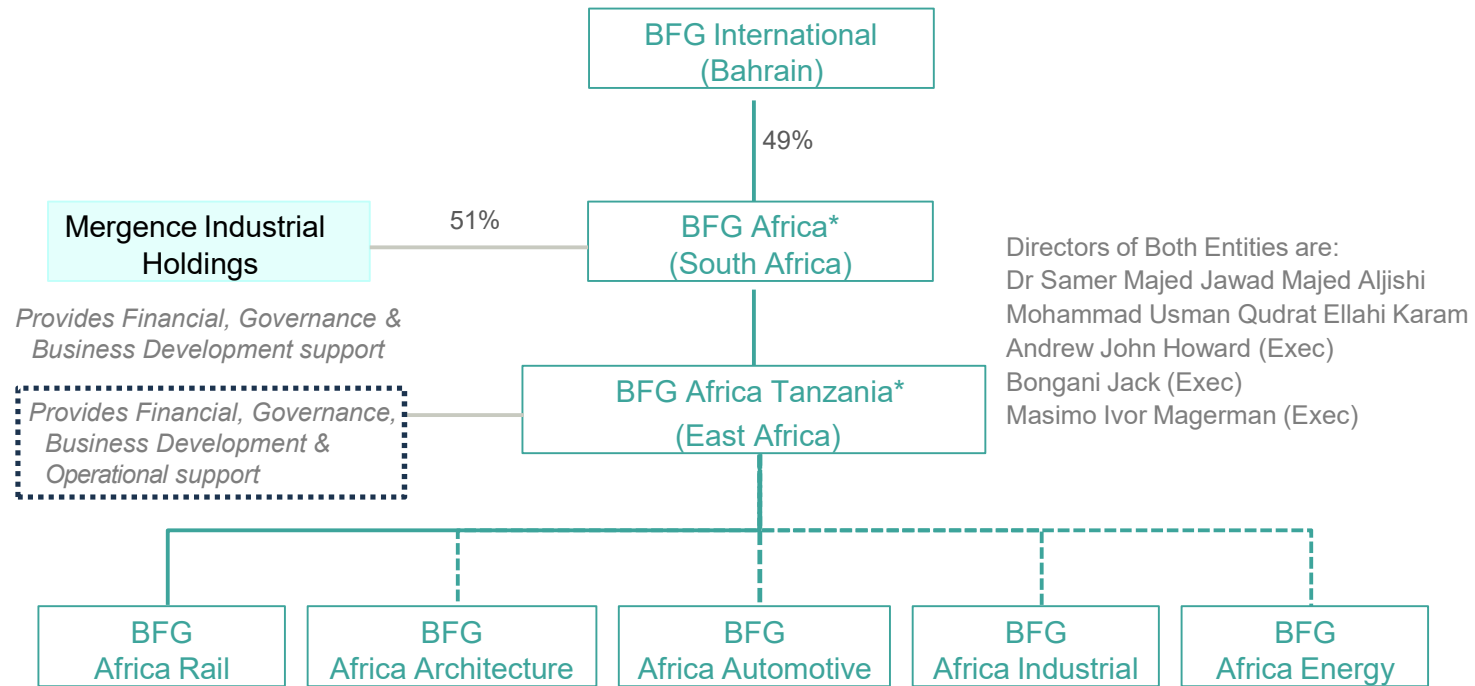 BFG International
(Bahrain)
49%
Mergence Industrial
Holdings
51%
BFG Africa*
(South Africa)
Provides Financial, Governance &
Business Development support
Directors of Both Entities are:
Dr Samer Majed Jawad Majed Aljishi
Mohammad Usman Qudrat Ellahi Karam
Andrew John Howard (Exec)
Bongani Jack (Exec)
Masimo Ivor Magerman (Exec)
Provides Financial, Governance,
Business Development &
Operational support
BFG Africa Tanzania*
(East Africa)
BFG
Africa Rail
BFG
Africa Architecture
BFG
Africa Automotive
BFG
Africa Industrial
BFG
Africa Energy